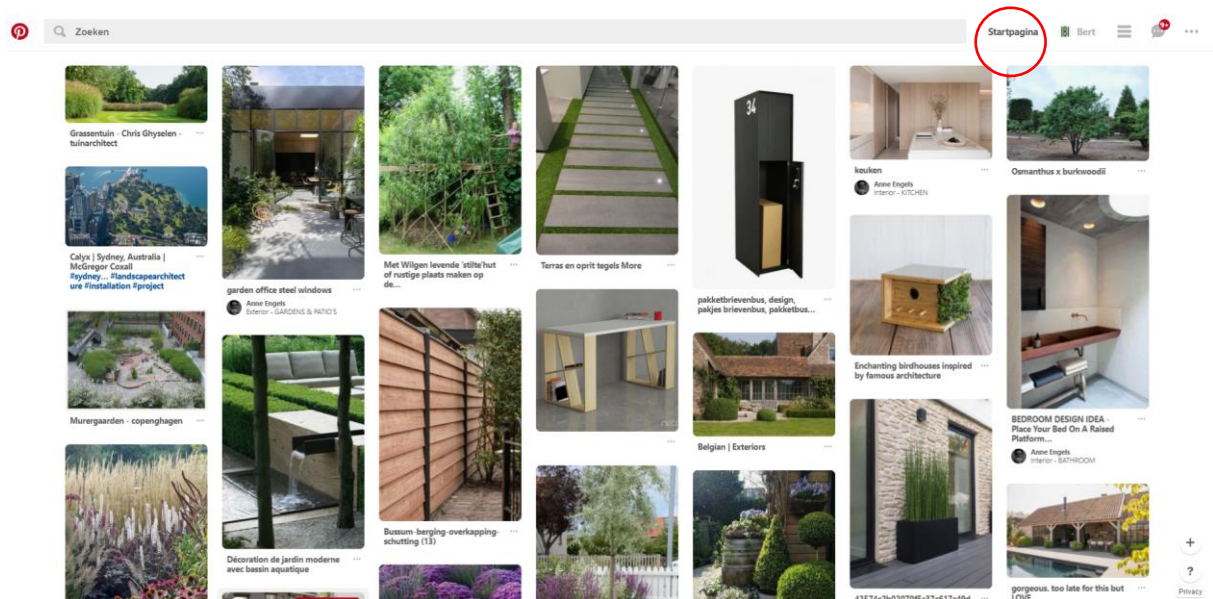 Zoeken
Startpagina
Bert
9+
Grassentuin - Chris Ghyselen -
tuinarchitect
Calyx | Sydney, Australia |
McGregor Coxall
#sydney... #landscapearchitect
ure #installation #project
Murergaarden - copenghagen
garden office steel windows
Anne Engels
Exterior - GARDENS & PATIO'S
Décoration de jardin moderne
avec bassin aquatique
Met Wilgen levende 'stilte'hut
of rustige plaats maken op
de...
Bussum-berging-overkapping-
schutting (13)
Terras en oprit tegels More
34
pakketbrievenbus, design,
pakjes brievenbus, pakketbus...
Belgian | Exteriors
keuken
Anne Engels
Interior - KITCHEN
Enchanting birdhouses inspired
by famous architecture
Osmanthus x burkwoodii
BEDROOM DESIGN IDEA -
Place Your Bed On A Raised
Platform...
Anne Engels
Interior - BATHROOM
gorgeous. too late for this but
LOVE
+
?
Privacy